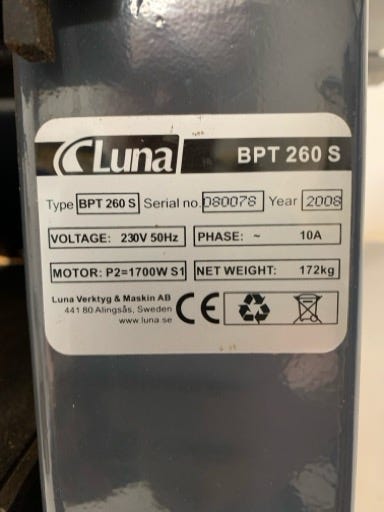 Luna BPT 260 S
Type BPT 260 S Serial no. 080078 Year 2008
VOLTAGE: 230V 50Hz PHASE: ~ 10A
MOTOR: P2=1700W S1 NET WEIGHT: 172kg
Luna Verktyg & Maskin AB
441 80 Alingsås, Sweden
www.luna.se
CE